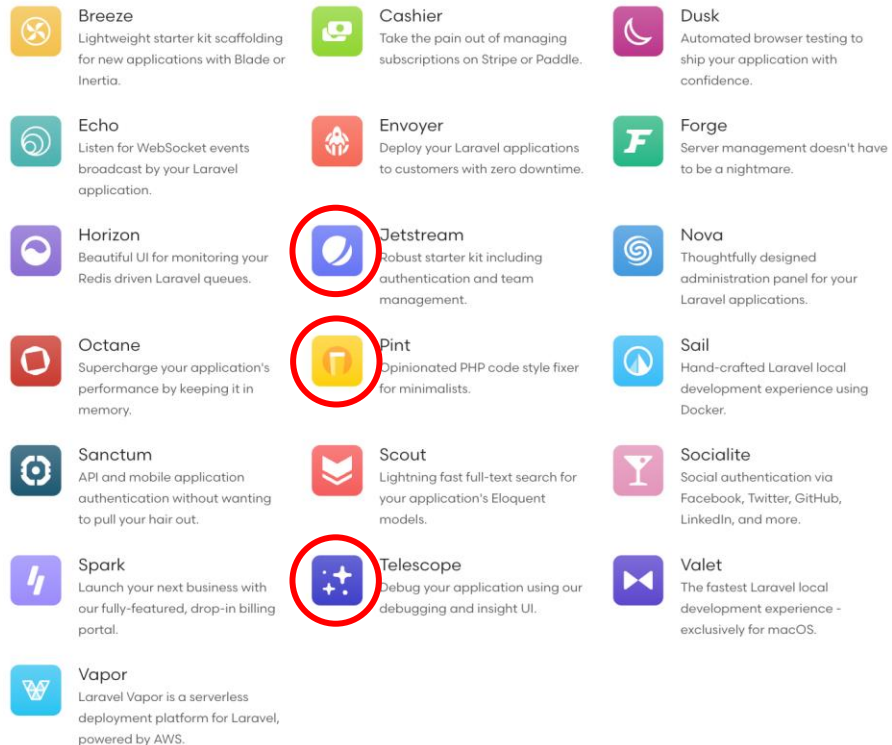 Breeze
Lightweight starter kit scaffolding
for new applications with Blade or
Inertia.
Cashier
Take the pain out of managing
subscriptions on Stripe or Paddle.
Dusk
Automated browser testing to
ship your application with
confidence.
Echo
Listen for WebSocket events
broadcast by your Laravel
application.
Envoyer
Deploy your Laravel applications
to customers with zero downtime.
Forge
Server management doesn't have
to be a nightmare.
Horizon
Beautiful UI for monitoring your
Redis driven Laravel queues.
Jetstream
Robust starter kit including
authentication and team
management.
Nova
Thoughtfully designed
administration panel for your
Laravel applications.
Octane
Supercharge your application's
performance by keeping it in
memory.
Pint
Opinionated PHP code style fixer
for minimalists.
Sail
Hand-crafted Laravel local
development experience using
Docker.
Sanctum
API and mobile application
authentication without wanting
to pull your hair out.
Scout
Lightning fast full-text search for
your application's Eloquent
models.
Socialite
Social authentication via
Facebook, Twitter, GitHub,
LinkedIn, and more.
Spark
Launch your next business with
our fully-featured, drop-in billing
portal.
Telescope
Debug your application using our
debugging and insight UI.
Valet
The fastest Laravel local
development experience -
exclusively for macOS.
Vapor
Laravel Vapor is a serverless
deployment platform for Laravel,
powered by AWS.